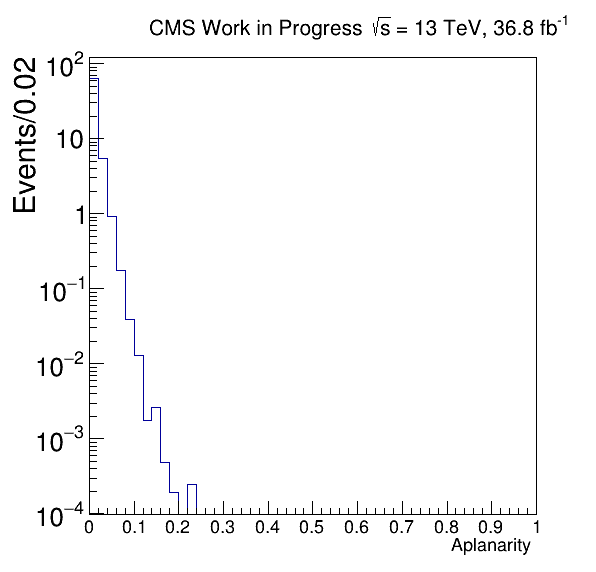 CMS Work in Progress √s = 13 TeV, 36.8 fb⁻¹
Events/0.02
10²
10
1
10⁻¹
10⁻²
10⁻³
10⁻⁴
0 0.1 0.2 0.3 0.4 0.5 0.6 0.7 0.8 0.9 1
Aplanarity